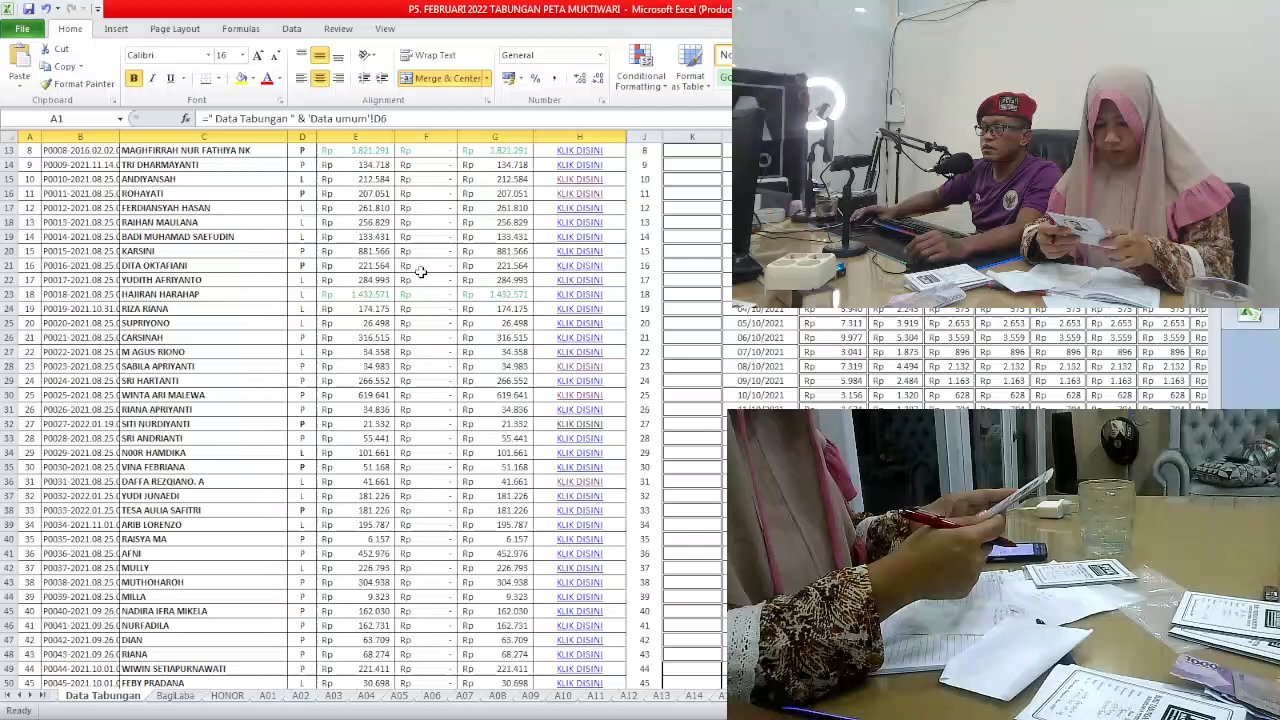 P5. FEBRUARI 2022 TABUNGAN PETA MUKTIWARI - Microsoft Excel (Produc
File Home Insert Page Layout Formulas Data Review View
Cut
Copy
Format Painter
Paste
Calibri 16
Wrap Text
Merge & Center
General
Conditional Formatting
Format as Table
Clipboard Font Alignment Number
A1 =" Data Tabungan " & 'Data umum'!D6
A B C D E F G H J K
13 8 P0008-2016.02.02.0 MAGHFIRRAH NUR FATHIYA NK P Rp 3.821.291 Rp - Rp 3.821.291 KLIK DISINI 8
14 9 P0009-2021.11.14.0 TRI DHARMAYANTI P Rp 134.718 Rp - Rp 134.718 KLIK DISINI 9
15 10 P0010-2021.08.25.0 ANDIYANSAH L Rp 212.584 Rp - Rp 212.584 KLIK DISINI 10
16 11 P0011-2021.08.25.0 ROHAYATI P Rp 207.051 Rp - Rp 207.051 KLIK DISINI 11
17 12 P0012-2021.08.25.0 FERDIANSYAH HASAN L Rp 261.810 Rp - Rp 261.810 KLIK DISINI 12
18 13 P0013-2021.08.25.0 RAIHAN MAULANA L Rp 256.829 Rp - Rp 256.829 KLIK DISINI 13
19 14 P0014-2021.08.25.0 BADI MUHAMAD SAEFUDIN L Rp 133.431 Rp - Rp 133.431 KLIK DISINI 14
20 15 P0015-2021.08.25.0 KARSINI P Rp 881.566 Rp - Rp 881.566 KLIK DISINI 15
21 16 P0016-2021.08.25.0 DITA OKTAFIANI P Rp 221.564 Rp - Rp 221.564 KLIK DISINI 16
22 17 P0017-2021.08.25.0 YUDITH AFRIYANTO L Rp 284.993 Rp - Rp 284.993 KLIK DISINI 17
23 18 P0018-2021.08.25.0 HAJIRAN HARAHAP L Rp 1.432.571 Rp - Rp 1.432.571 KLIK DISINI 18
24 19 P0019-2021.10.31.0 RIZA RIANA L Rp 174.175 Rp - Rp 174.175 KLIK DISINI 19
25 20 P0020-2021.08.25.0 SUPRIYONO L Rp 26.498 Rp - Rp 26.498 KLIK DISINI 20
26 21 P0021-2021.08.25.0 CARSINAH P Rp 316.515 Rp - Rp 316.515 KLIK DISINI 21
27 22 P0022-2021.08.25.0 M AGUS RIONO L Rp 34.358 Rp - Rp 34.358 KLIK DISINI 22
28 23 P0023-2021.08.25.0 SABILA APRIYANTI P Rp 34.983 Rp - Rp 34.983 KLIK DISINI 23
29 24 P0024-2021.08.25.0 SRI HARTANTI P Rp 266.552 Rp - Rp 266.552 KLIK DISINI 24
30 25 P0025-2021.08.25.0 WINTA ARI MALEWA P Rp 619.641 Rp - Rp 619.641 KLIK DISINI 25
31 26 P0026-2021.08.25.0 RIANA APRIYANTI P Rp 34.836 Rp - Rp 34.836 KLIK DISINI 26
32 27 P0027-2022.01.19.0 SITI NURDIYANTI P Rp 21.332 Rp - Rp 21.332 KLIK DISINI 27
33 28 P0028-2021.08.25.0 SRI ANDRIANTI P Rp 55.441 Rp - Rp 55.441 KLIK DISINI 28
34 29 P0029-2021.08.25.0 N00R HAMDIKA L Rp 101.661 Rp - Rp 101.661 KLIK DISINI 29
35 30 P0030-2021.08.25.0 VINA FEBRIANA P Rp 51.168 Rp - Rp 51.168 KLIK DISINI 30
36 31 P0031-2021.08.25.0 DAFFA REZQIANO. A L Rp 41.661 Rp - Rp 41.661 KLIK DISINI 31
37 32 P0032-2022.01.25.0 YUDI JUNAEDI L Rp 181.226 Rp - Rp 181.226 KLIK DISINI 32
38 33 P0033-2022.01.25.0 TESA AULIA SAFITRI P Rp 181.226 Rp - Rp 181.226 KLIK DISINI 33
39 34 P0034-2021.11.01.0 ARIB LORENZO L Rp 195.787 Rp - Rp 195.787 KLIK DISINI 34
40 35 P0035-2021.08.25.0 RAISYA MA P Rp 6.157 Rp - Rp 6.157 KLIK DISINI 35
41 36 P0036-2021.08.25.0 AFNI P Rp 452.976 Rp - Rp 452.976 KLIK DISINI 36
42 37 P0037-2021.08.25.0 MULLY L Rp 226.793 Rp - Rp 226.793 KLIK DISINI 37
43 38 P0038-2021.08.25.0 MUTHOHAROH P Rp 304.938 Rp - Rp 304.938 KLIK DISINI 38
44 39 P0039-2021.08.25.0 MILLA P Rp 9.323 Rp - Rp 9.323 KLIK DISINI 39
45 40 P0040-2021.09.26.0 NADIRA IFRA MIKELA P Rp 162.030 Rp - Rp 162.030 KLIK DISINI 40
46 41 P0041-2021.09.26.0 NURFADILA P Rp 162.731 Rp - Rp 162.731 KLIK DISINI 41
47 42 P0042-2021.09.26.0 DIAN P Rp 63.709 Rp - Rp 63.709 KLIK DISINI 42
48 43 P0043-2021.09.26.0 RIANA P Rp 68.274 Rp - Rp 68.274 KLIK DISINI 43
49 44 P0044-2021.10.01.0 WIWIN SETIAPURNAWATI P Rp 221.411 Rp - Rp 221.411 KLIK DISINI 44
50 45 P0045-2021.10.01.0 FEBY PRADANA L Rp 30.698 Rp - Rp 30.698 KLIK DISINI 45
05/10/2021 Rp 7.311 Rp 3.919 Rp 2.653 Rp 2.653 Rp 2.653 Rp
06/10/2021 Rp 9.977 Rp 5.304 Rp 3.559 Rp 3.559 Rp 3.559 Rp
07/10/2021 Rp 3.041 Rp 1.873 Rp 896 Rp 896 Rp 896 Rp
08/10/2021 Rp 7.319 Rp 4.494 Rp 2.132 Rp 2.132 Rp 2.132 Rp
09/10/2021 Rp 5.984 Rp 2.484 Rp 1.163 Rp 1.163 Rp 1.163 Rp
10/10/2021 Rp 3.156 Rp 1.320 Rp 628 Rp 628 Rp 628 Rp
Data Tabungan BagiLaba HONOR A01 A02 A03 A04 A05 A06 A07 A08 A09 A10 A11 A12 A13 A14
Ready